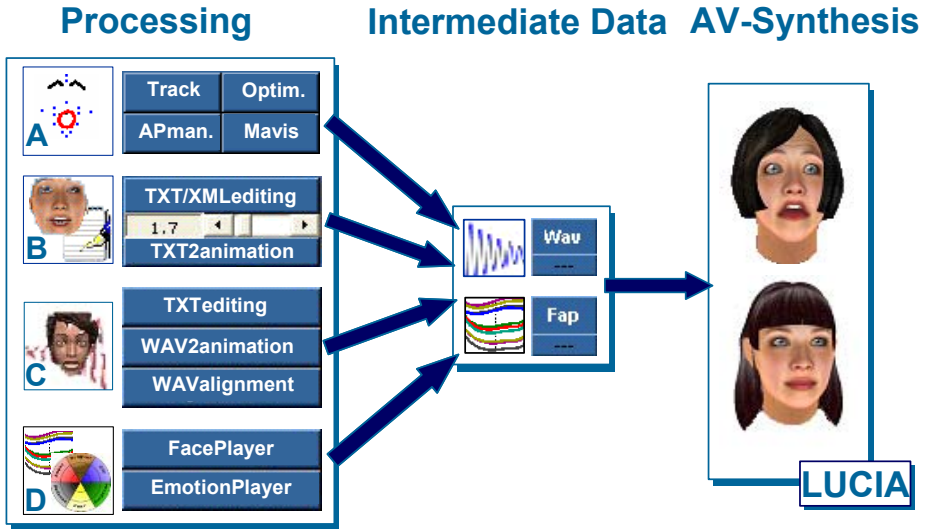 Processing Intermediate Data AV-Synthesis
A
Track Optim.
APman. Mavis
B
TXT/XMLediting
1.7
TXT2animation
C
TXTediting
WAV2animation
WAValignment
D
FacePlayer
EmotionPlayer
Wav
---
Fap
---
LUCIA